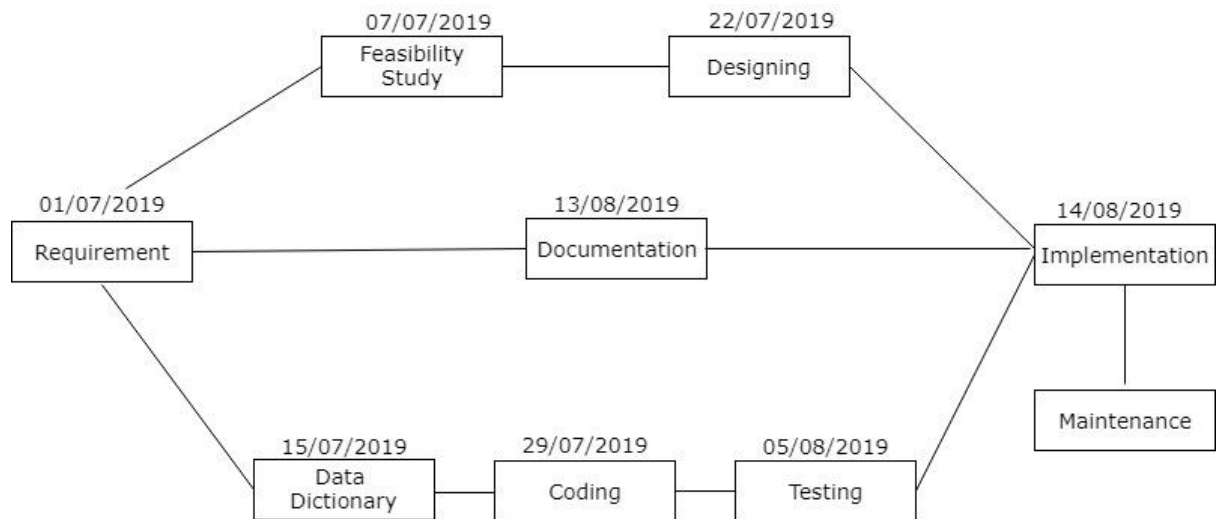 07/07/2019
Feasibility
Study
22/07/2019
Designing
01/07/2019
Requirement
13/08/2019
Documentation
14/08/2019
Implementation
Maintenance
15/07/2019
Data
Dictionary
29/07/2019
Coding
05/08/2019
Testing